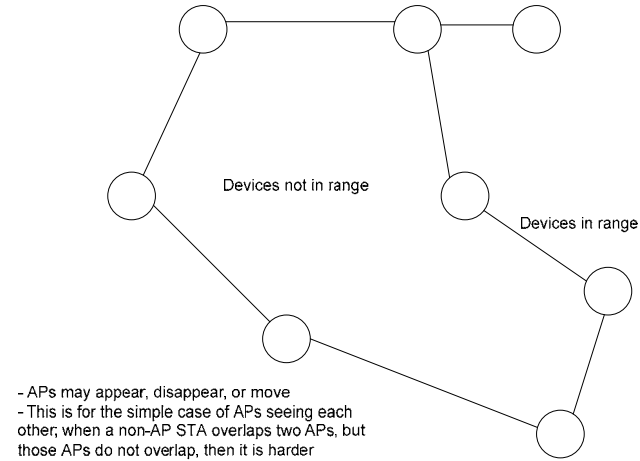 Devices not in range
Devices in range
- APs may appear, disappear, or move
- This is for the simple case of APs seeing each
other; when a non-AP STA overlaps two APs, but
those APs do not overlap, then it is harder